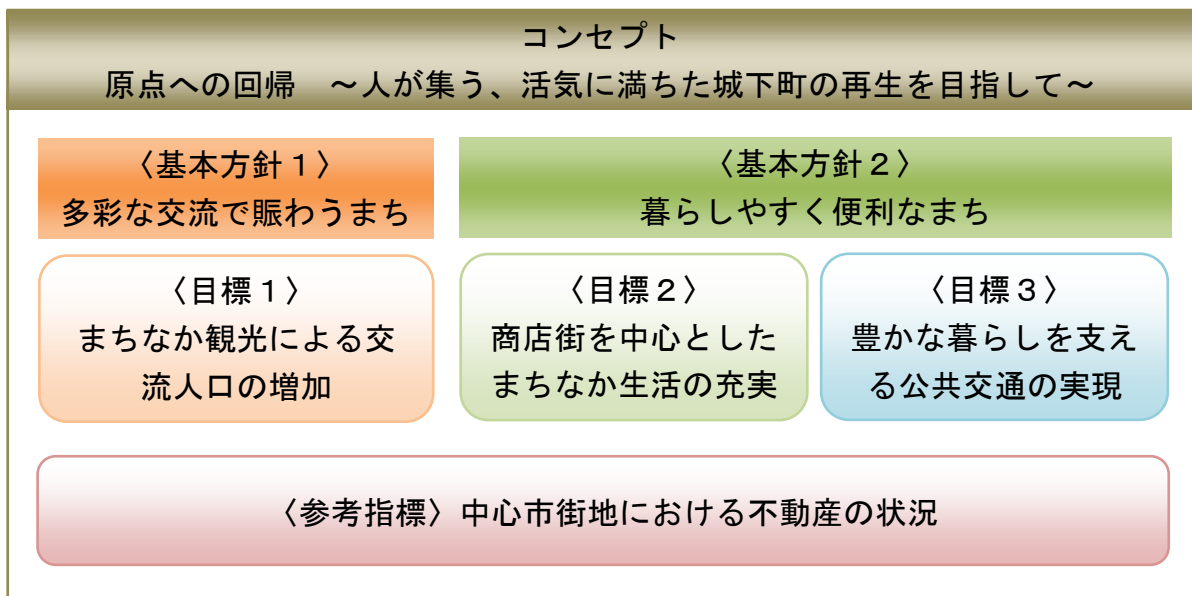 コンセプト
原点への回帰　～人が集う、活気に満ちた城下町の再生を目指して～
〈基本方針１〉
多彩な交流で賑わうまち
〈基本方針２〉
暮らしやすく便利なまち
〈目標１〉
まちなか観光による交
流人口の増加
〈目標２〉
商店街を中心とした
まちなか生活の充実
〈目標３〉
豊かな暮らしを支え
る公共交通の実現
〈参考指標〉中心市街地における不動産の状況